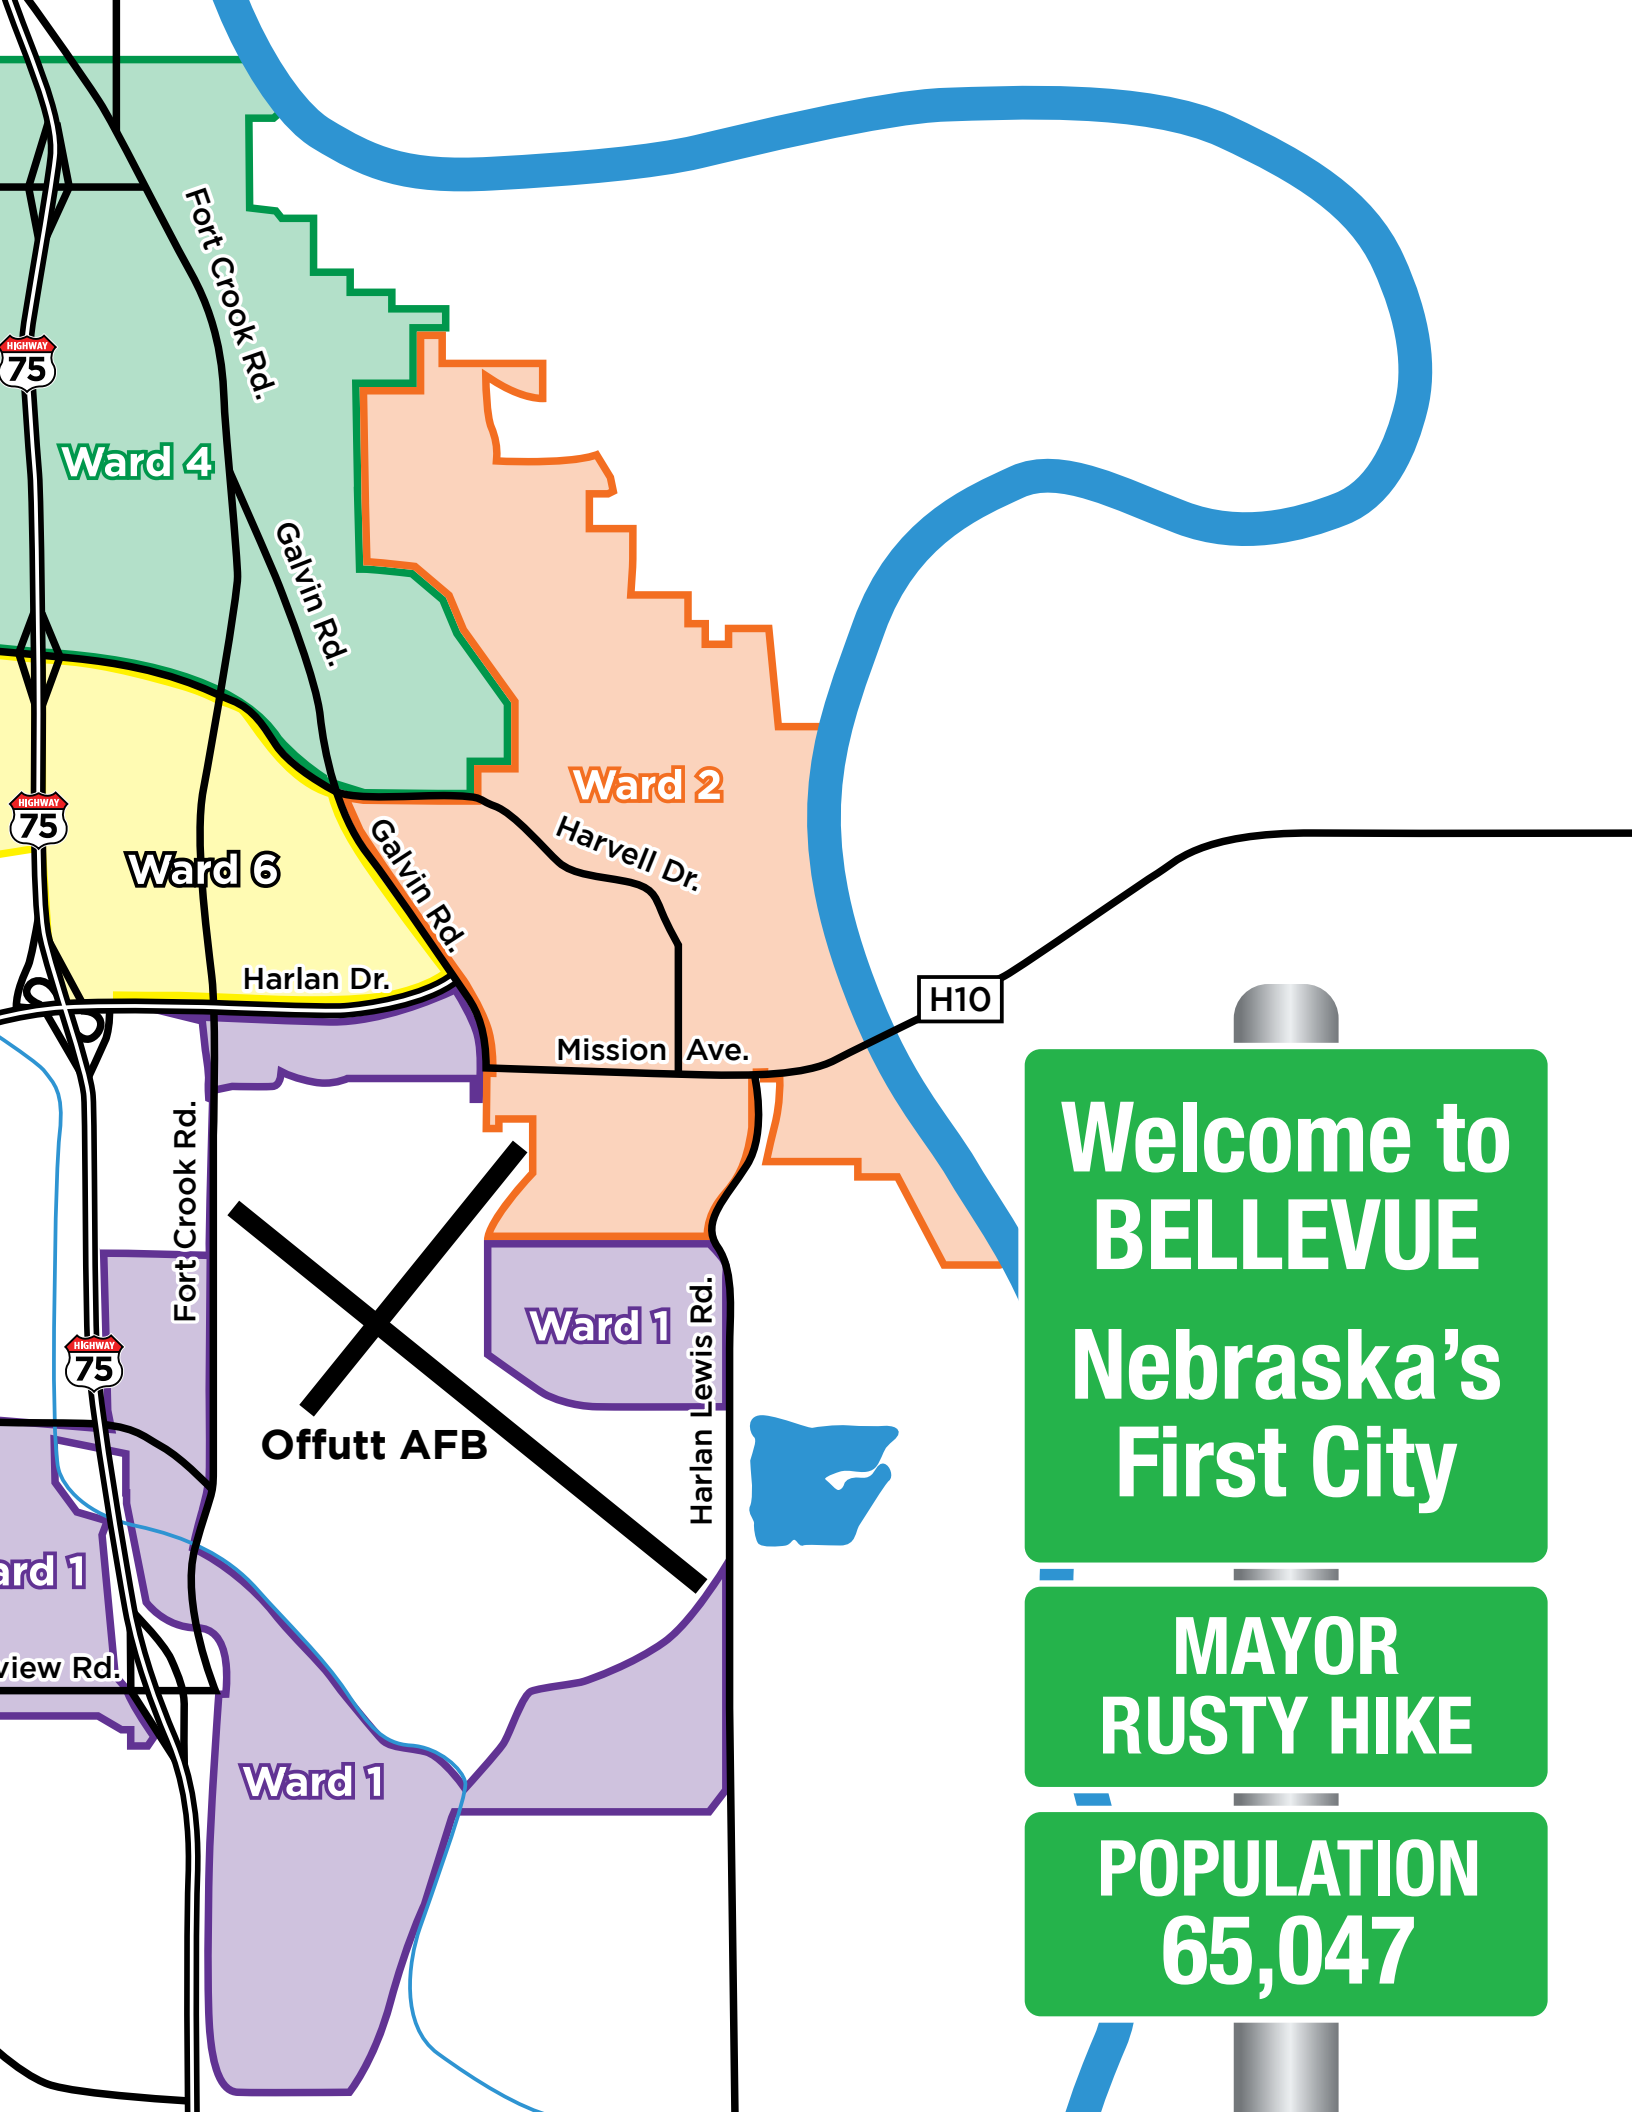 Fort Crook Rd.
HIGHWAY
75
Ward 4
Galvin Rd.
Ward 2
HIGHWAY
75
Harvell Dr.
Galvin Rd.
Ward 6
Harlan Dr.
H10
Mission Ave.
Fort Crook Rd.
Ward 1
Harlan Lewis Rd.
HIGHWAY
75
Offutt AFB
ard 1
view Rd.
Ward 1
Welcome to
BELLEVUE
Nebraska's
First City
MAYOR
RUSTY HIKE
POPULATION
65,047